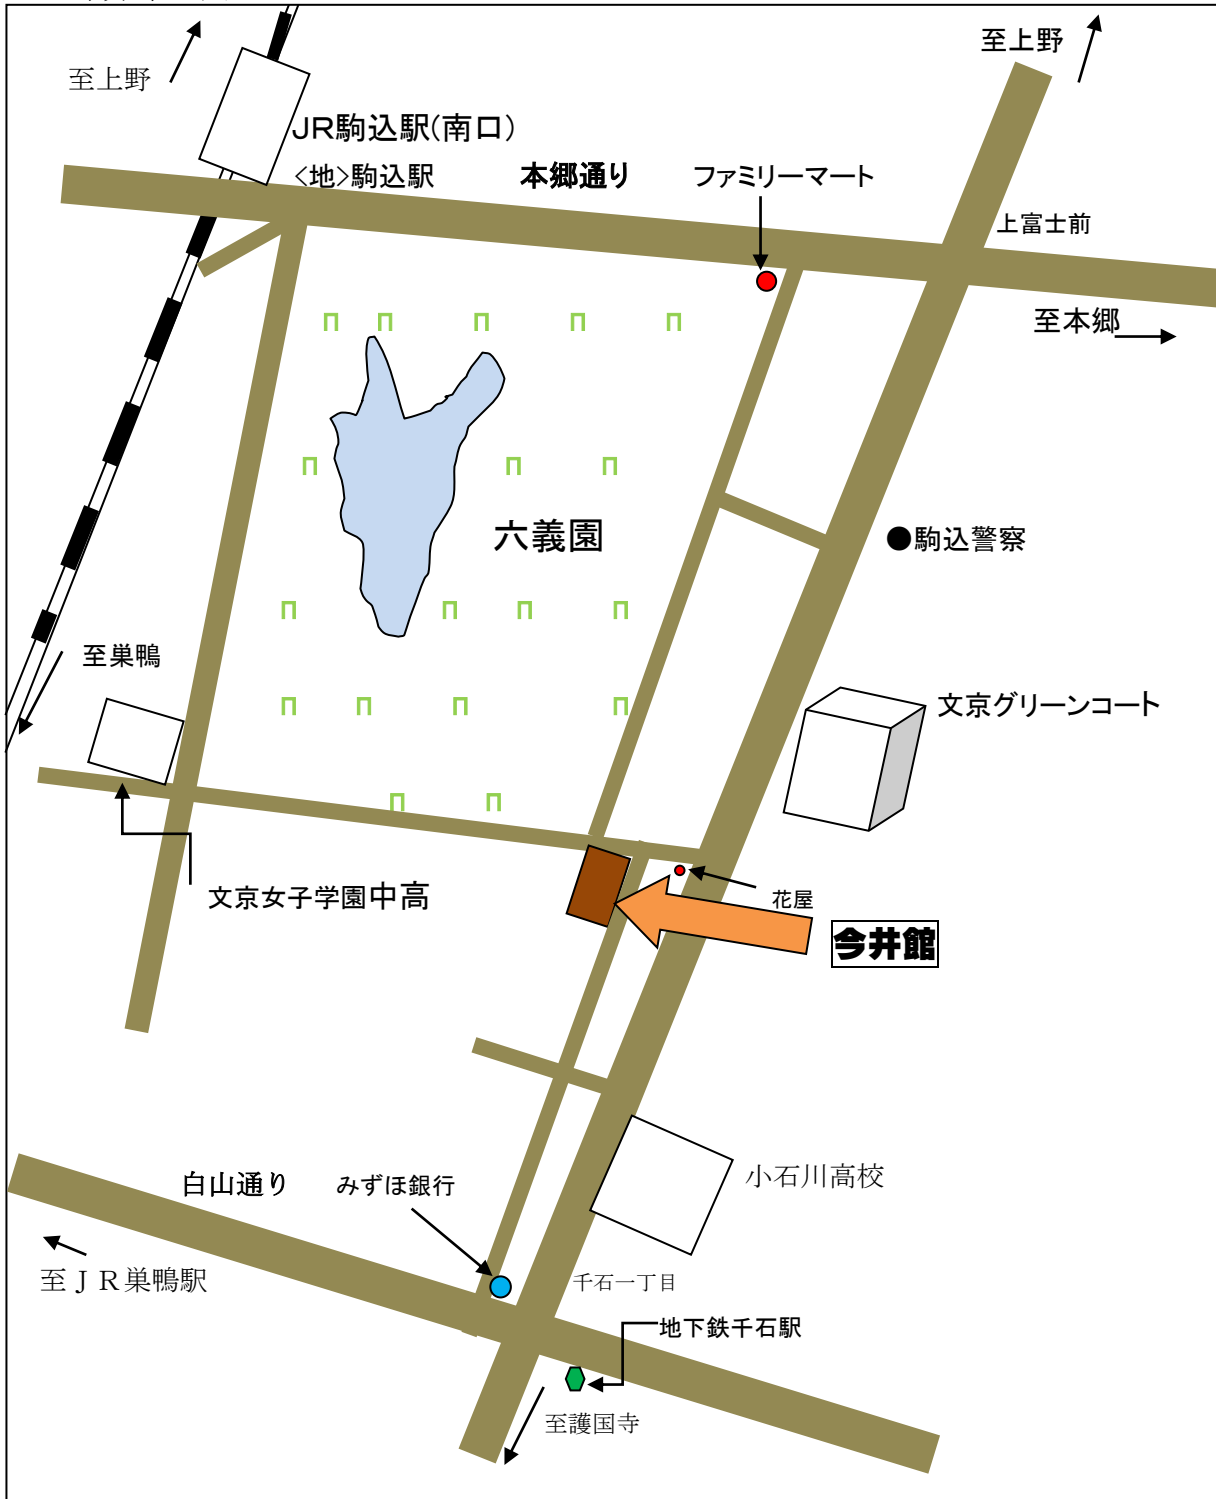 至上野
至上野
JR駒込駅(南口)
<地>駒込駅
本郷通り
ファミリーマート
上富士前
至本郷
六義園
●駒込警察
至巣鴨
文京グリーンコート
文京女子学園中高
花屋
今井館
白山通り
みずほ銀行
小石川高校
至ＪＲ巣鴨駅
千石一丁目
地下鉄千石駅
至護国寺